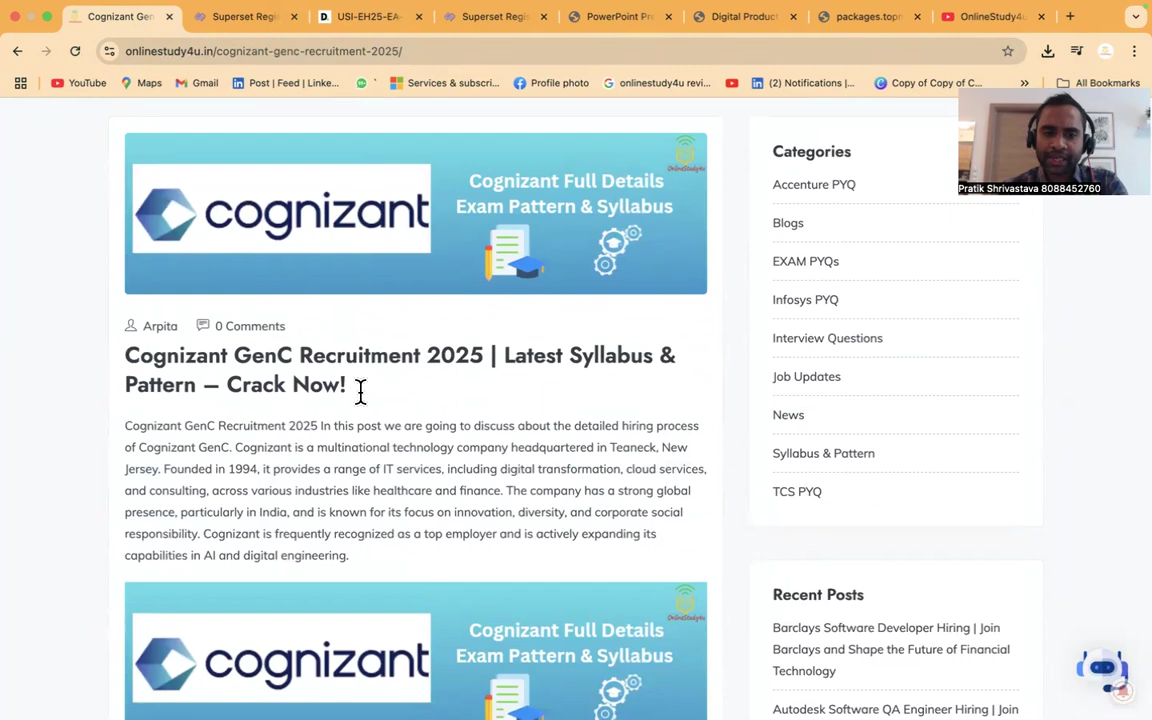 Cognizant Gen
Superset Regi
USI-EH25-EA-
Superset Regis
PowerPoint Pre
Digital Product
packages.topr
OnlineStudy4u
onlinestudy4u.in/cognizant-genc-recruitment-2025/
YouTube
Maps
Gmail
Post | Feed | Linke...
Services & subscri...
Profile photo
onlinestudy4u revi...
(2) Notifications |...
Copy of Copy of C...
»
All Bookmarks
Pratik Shrivastava 8088452760
OnlineStudy4u
cognizant
Cognizant Full Details
Exam Pattern & Syllabus
Arpita
0 Comments
Cognizant GenC Recruitment 2025 | Latest Syllabus &
Pattern – Crack Now!
Cognizant GenC Recruitment 2025 In this post we are going to discuss about the detailed hiring process
of Cognizant GenC. Cognizant is a multinational technology company headquartered in Teaneck, New
Jersey. Founded in 1994, it provides a range of IT services, including digital transformation, cloud services,
and consulting, across various industries like healthcare and finance. The company has a strong global
presence, particularly in India, and is known for its focus on innovation, diversity, and corporate social
responsibility. Cognizant is frequently recognized as a top employer and is actively expanding its
capabilities in AI and digital engineering.
OnlineStudy4u
cognizant
Cognizant Full Details
Exam Pattern & Syllabus
Categories
Accenture PYQ
Blogs
EXAM PYQs
Infosys PYQ
Interview Questions
Job Updates
News
Syllabus & Pattern
TCS PYQ
Recent Posts
Barclays Software Developer Hiring | Join
Barclays and Shape the Future of Financial
Technology
Autodesk Software QA Engineer Hiring | Join